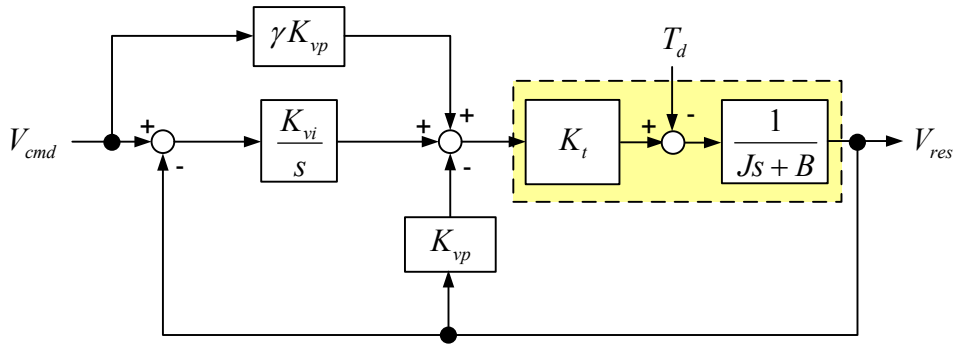 γK_vp
T_d
V_cmd
+
-
K_vi
s
+
+
-
K_t
+
-
1
Js + B
V_res
K_vp